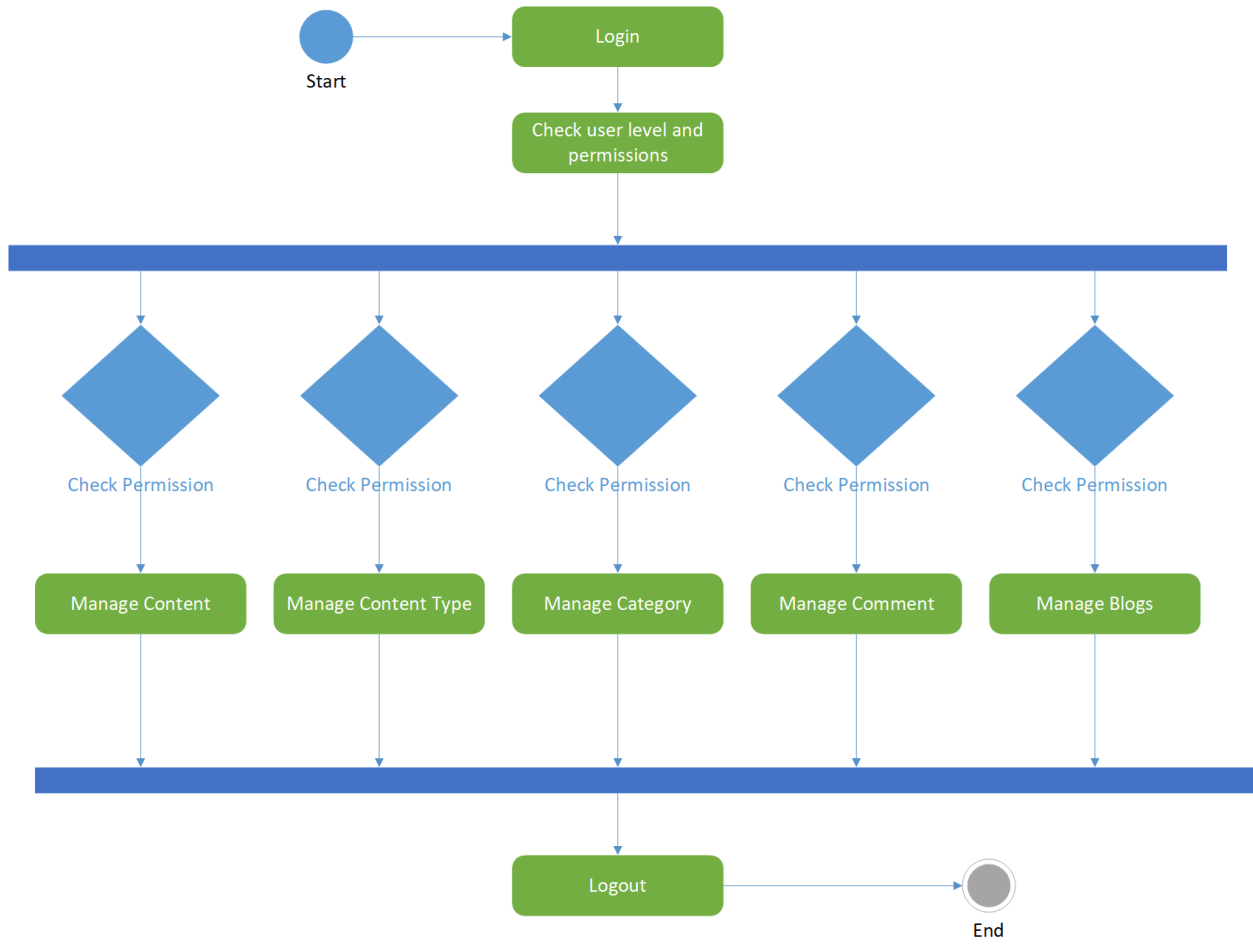 Login
Start
Check user level and
permissions
Check Permission
Check Permission
Check Permission
Check Permission
Check Permission
Manage Content
Manage Content Type
Manage Category
Manage Comment
Manage Blogs
Logout
End